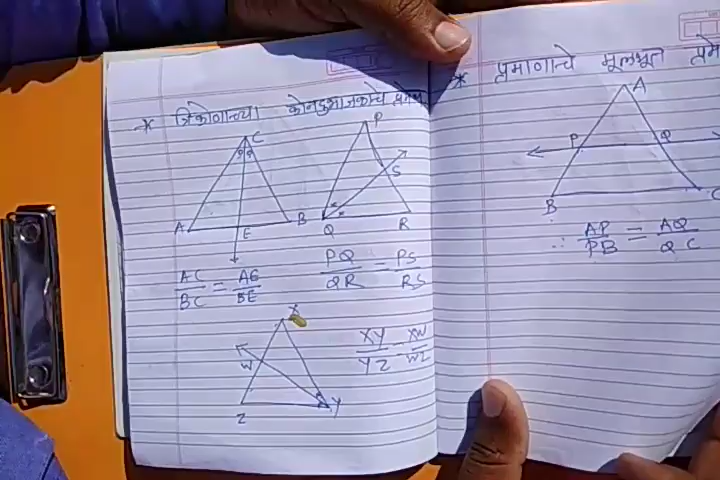 * त्रिकोणाच्या कोनदुभाजकाचे प्रमेय
C
A E B
AC/BC = AE/BE
P
S
Q R
PQ/QR = PS/RS
X
W
Z Y
XY/YZ = XW/WZ
* प्रमाणाचे मूलभूत
A
P Q
B C
∴ AP/PB = AQ/QC